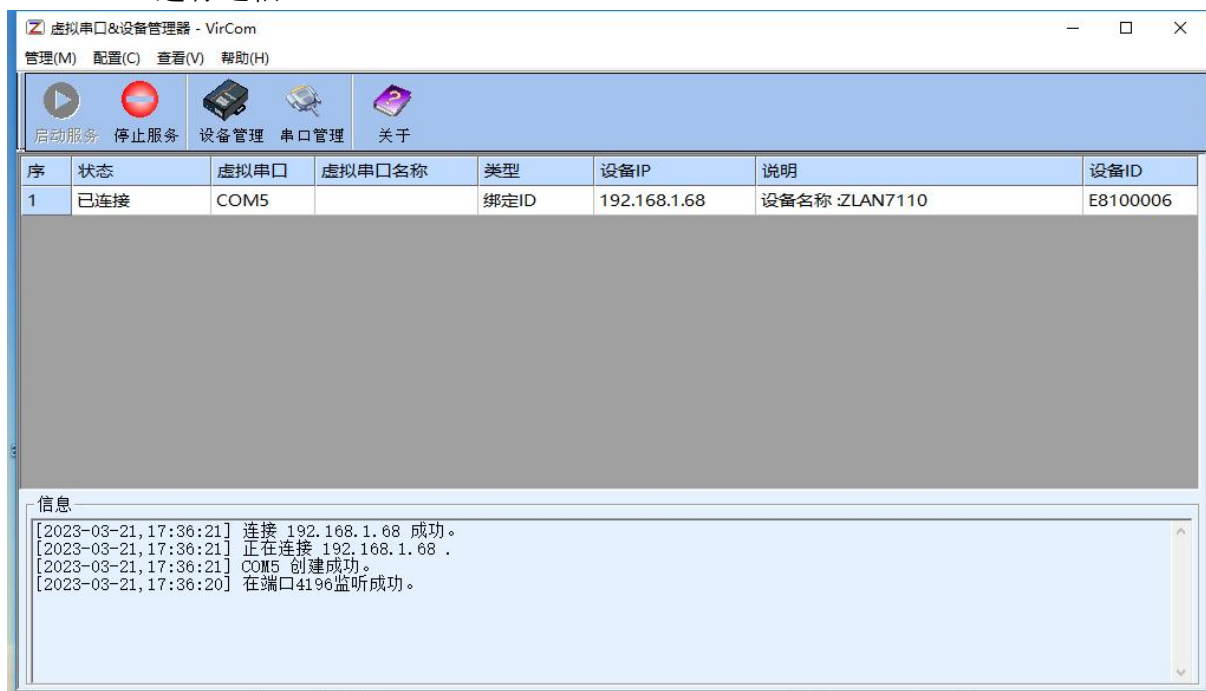 虚拟串口&设备管理器 - VirCom
管理(M) 配置(C) 查看(V) 帮助(H)
启动服务 停止服务 设备管理 串口管理 关于
序 状态 虚拟串口 虚拟串口名称 类型 设备IP 说明 设备ID
1 已连接 COM5 绑定ID 192.168.1.68 设备名称 :ZLAN7110 E8100006
信息
[2023-03-21,17:36:21] 连接 192.168.1.68 成功。
[2023-03-21,17:36:21] 正在连接 192.168.1.68 .
[2023-03-21,17:36:21] COM5 创建成功。
[2023-03-21,17:36:20] 在端口4196监听成功。